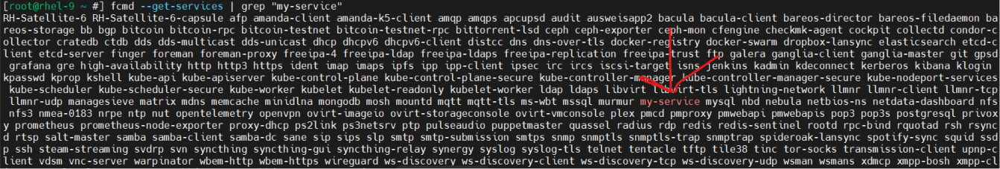 [root@rhel-9 ~ #] fcmd --get-services | grep "my-service"
RH-Satellite-6 RH-Satellite-6-capsule afp amanda-client amanda-k5-client amqp amqps apcupsd audit ausweisapp2 bacula bacula-client bareos-director bareos-filedaemon ba
reos-storage bb bgp bitcoin bitcoin-rpc bitcoin-testnet bitcoin-testnet-rpc bittorrent-lsd ceph ceph-exporter ceph-mon cfengine checkmk-agent cockpit collectd condor-c
ollector cratedb ctdb dds dds-multicast dds-unicast dhcp dhcpv6 dhcpv6-client distcc dns dns-over-tls docker-registry docker-swarm dropbox-lansync elasticsearch etcd-c
lient etcd-server finger foreman foreman-proxy freeipa-4 freeipa-ldap freeipa-ldaps freeipa-replication freeipa-trust ftp galera ganglia-client ganglia-master git gpsd
grafana gre high-availability http http3 https ident imap imaps ipfs ipp ipp-client ipsec irc ircs iscsi-target isns jenkins kadmin kdeconnect kerberos kibana klogin
kpasswd kprop kshell kube-api kube-apiserver kube-control-plane kube-control-plane-secure kube-controller-manager kube-controller-manager-secure kube-nodeport-services
kube-scheduler kube-scheduler-secure kube-worker kubelet kubelet-readonly kubelet-worker ldap ldaps libvirt libvirt-tls lightning-network llmnr llmnr-client llmnr-tcp
llmnr-udp managesieve matrix mdns memcache minidlna mongodb mosh mountd mqtt mqtt-tls ms-wbt mssql murmur my-service mysql nbd nebula netbios-ns netdata-dashboard nfs
nfs3 nmea-0183 nrpe ntp nut opentelemetry openvpn ovirt-imageio ovirt-storageconsole ovirt-vmconsole plex pmcd pmproxy pmwebapi pmwebapis pop3 pop3s postgresql privox
y prometheus prometheus-node-exporter proxy-dhcp ps2link ps3netsrv ptp pulseaudio puppetmaster quassel radius rdp redis redis-sentinel rootd rpc-bind rquotad rsh rsync
d rtsp salt-master samba samba-client samba-dc sane sip sips slp smtp smtp-submission smtps snmp snmptls snmptls-trap snmptrap spideroak-lansync spotify-sync squid ssd
p ssh steam-streaming svdrp svn syncthing syncthing-gui syncthing-relay synergy syslog syslog-tls telnet tentacle tftp tile38 tinc tor-socks transmission-client upnp-c
lient vdsm vnc-server warpinator wbem-http wbem-https wireguard ws-discovery ws-discovery-client ws-discovery-tcp ws-discovery-udp wsman wsmans xdmcp xmpp-bosh xmpp-cl